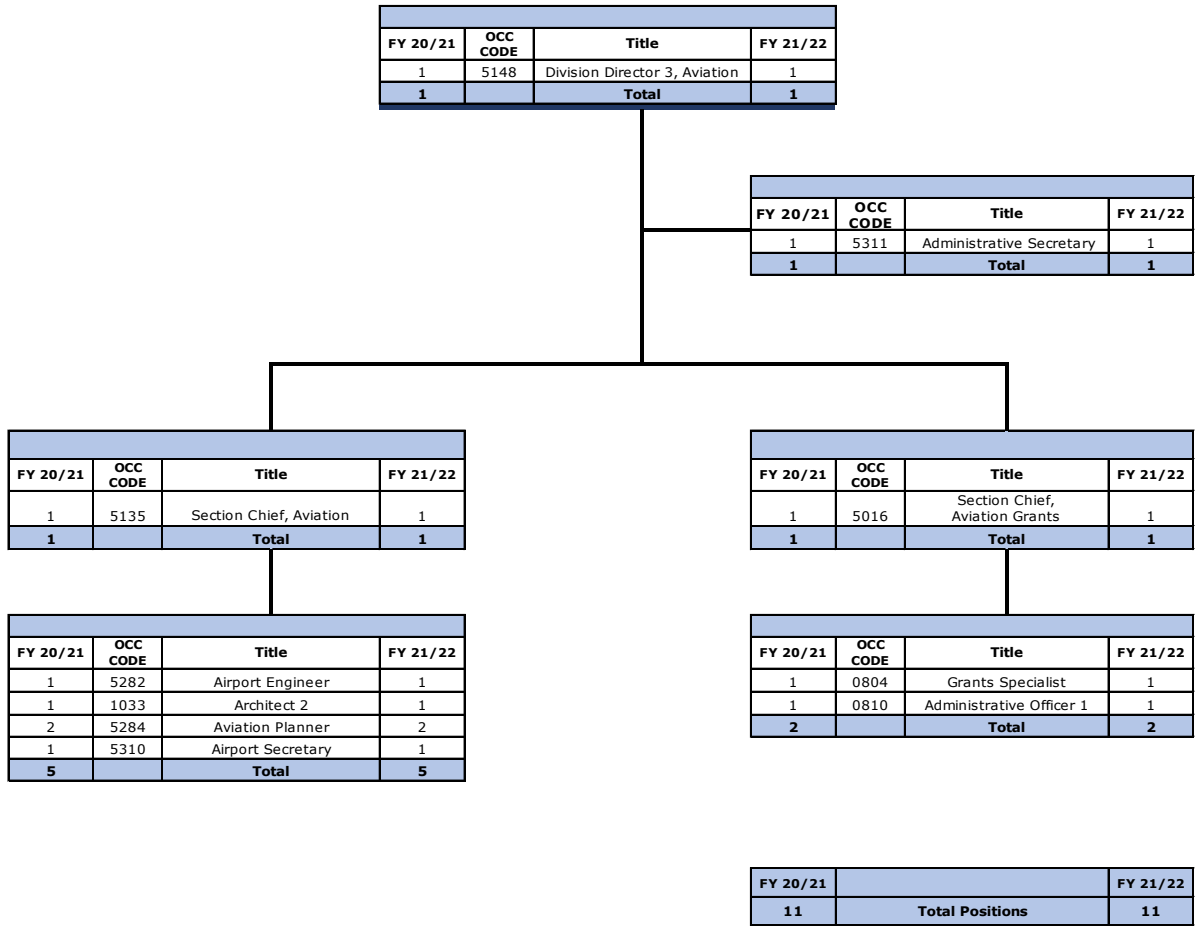 FY 20/21 OCC CODE Title FY 21/22
1 5148 Division Director 3, Aviation 1
1 Total 1
FY 20/21 OCC CODE Title FY 21/22
1 5311 Administrative Secretary 1
1 Total 1
FY 20/21 OCC CODE Title FY 21/22
1 5135 Section Chief, Aviation 1
1 Total 1
FY 20/21 OCC CODE Title FY 21/22
Section Chief,
1 5016 Aviation Grants 1
1 Total 1
FY 20/21 OCC CODE Title FY 21/22
1 5282 Airport Engineer 1
1 1033 Architect 2 1
2 5284 Aviation Planner 2
1 5310 Airport Secretary 1
5 Total 5
FY 20/21 OCC CODE Title FY 21/22
1 0804 Grants Specialist 1
1 0810 Administrative Officer 1 1
2 Total 2
FY 20/21 FY 21/22
11 Total Positions 11